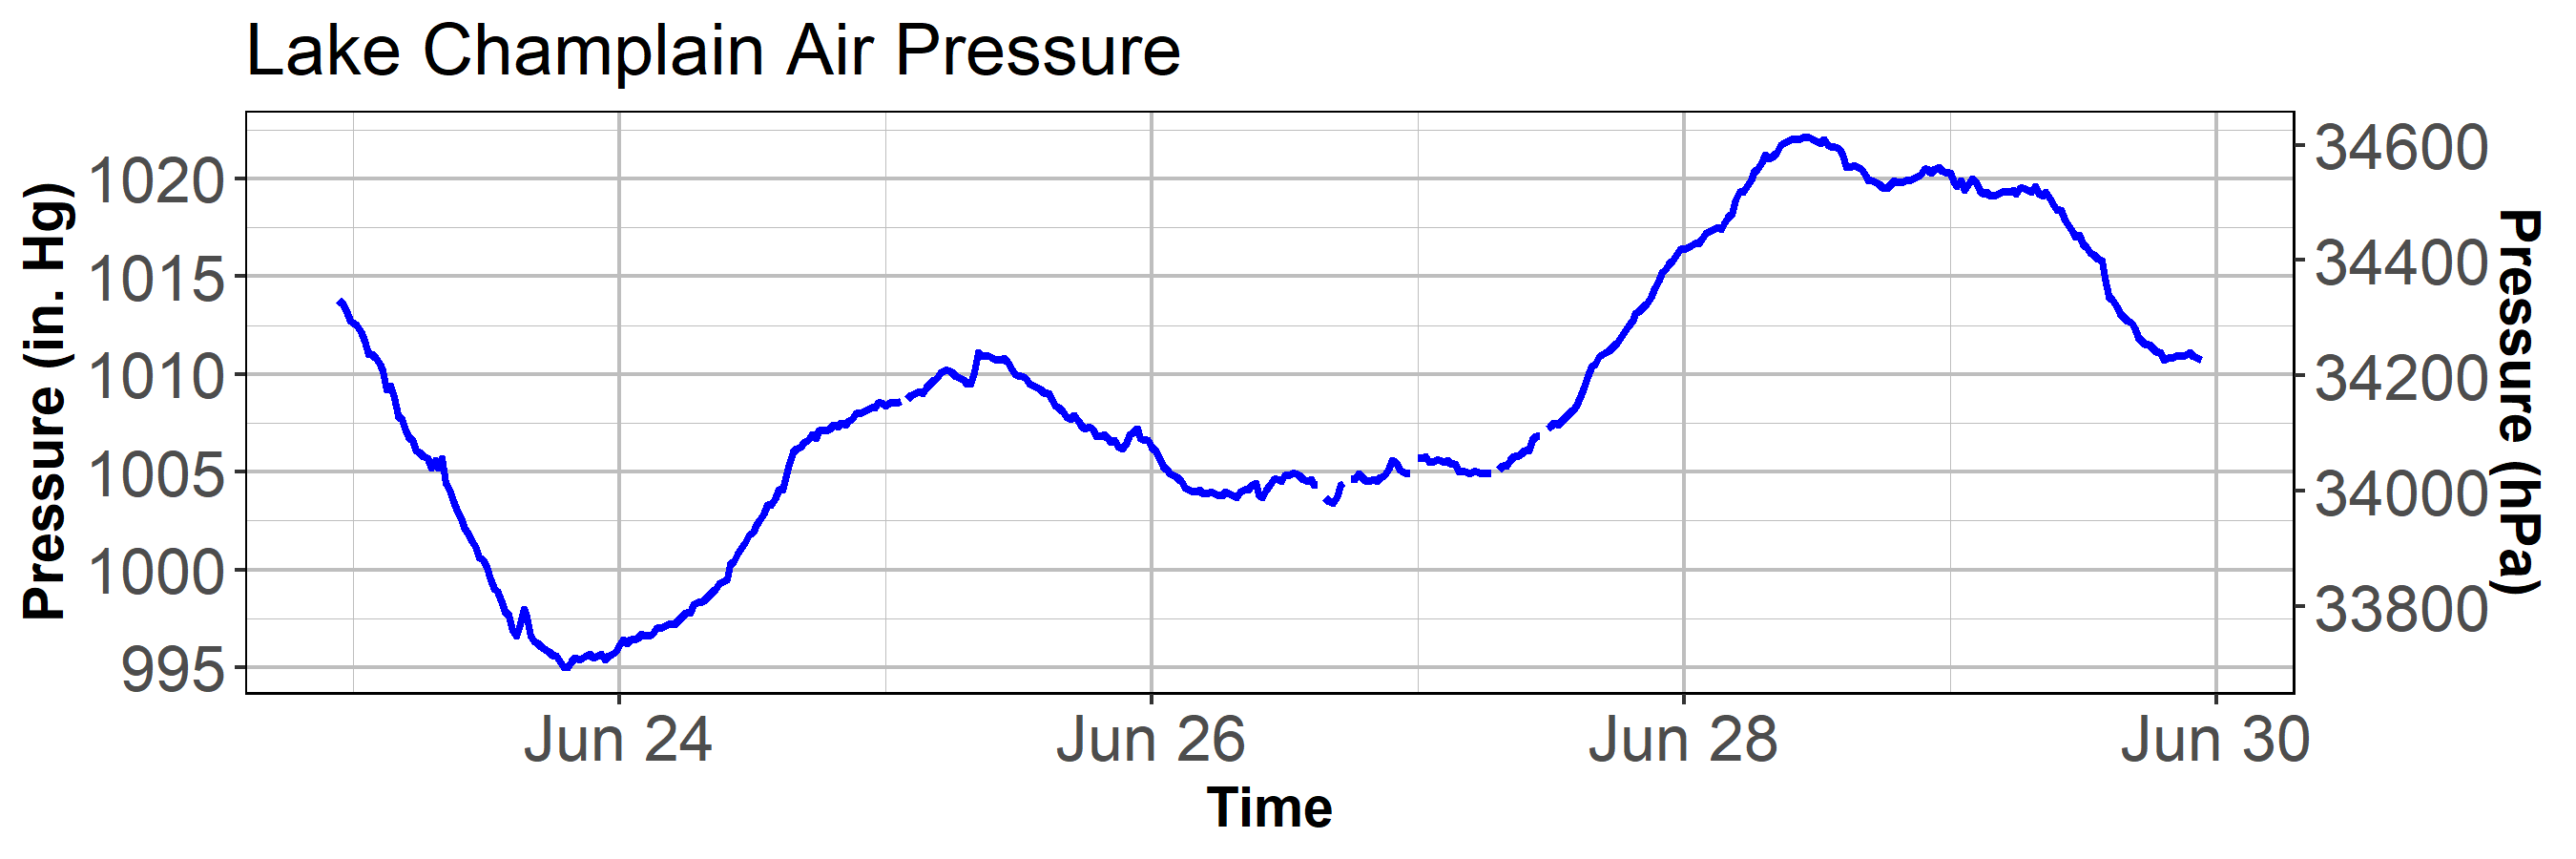 Lake Champlain Air Pressure
Pressure (in. Hg)
1020
1015
1010
1005
1000
995
34600
34400
34200
34000
33800
Pressure (hPa)
Jun 24 Jun 26 Jun 28 Jun 30
Time